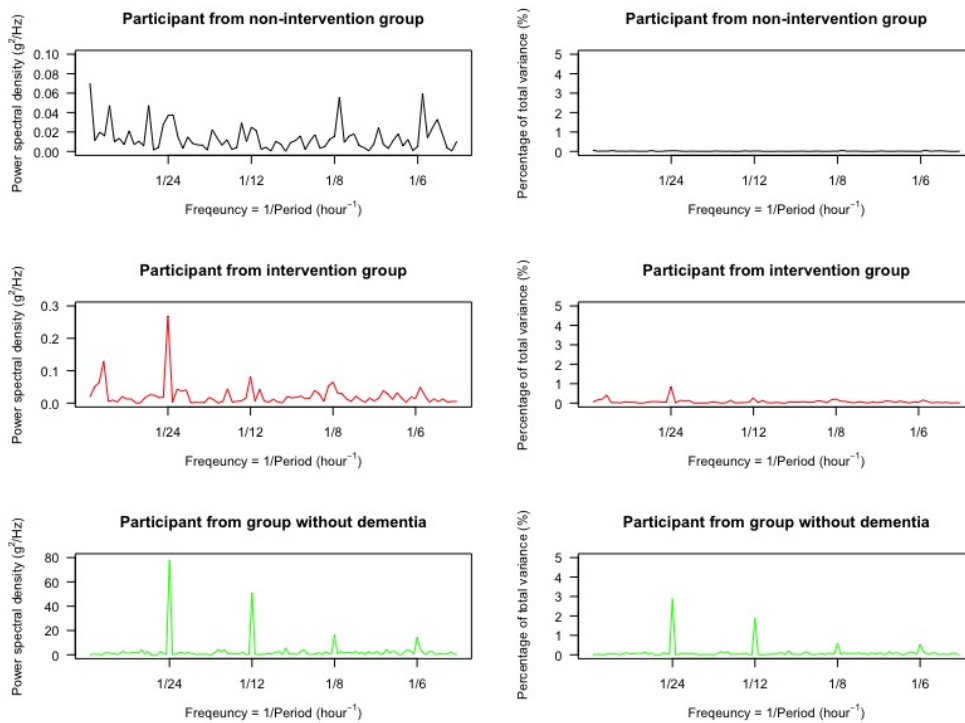 Participant from non-intervention group
Power spectral density (g²/Hz)
0.10
0.08
0.06
0.04
0.02
0.00
1/24 1/12 1/8 1/6
Freqeuncy = 1/Period (hour⁻¹)
Participant from non-intervention group
Percentage of total variance (%)
5
4
3
2
1
0
1/24 1/12 1/8 1/6
Freqeuncy = 1/Period (hour⁻¹)
Participant from intervention group
Power spectral density (g²/Hz)
0.3
0.2
0.1
0.0
1/24 1/12 1/8 1/6
Freqeuncy = 1/Period (hour⁻¹)
Participant from intervention group
Percentage of total variance (%)
5
4
3
2
1
0
1/24 1/12 1/8 1/6
Freqeuncy = 1/Period (hour⁻¹)
Participant from group without dementia
Power spectral density (g²/Hz)
80
60
40
20
0
1/24 1/12 1/8 1/6
Freqeuncy = 1/Period (hour⁻¹)
Participant from group without dementia
Percentage of total variance (%)
5
4
3
2
1
0
1/24 1/12 1/8 1/6
Freqeuncy = 1/Period (hour⁻¹)